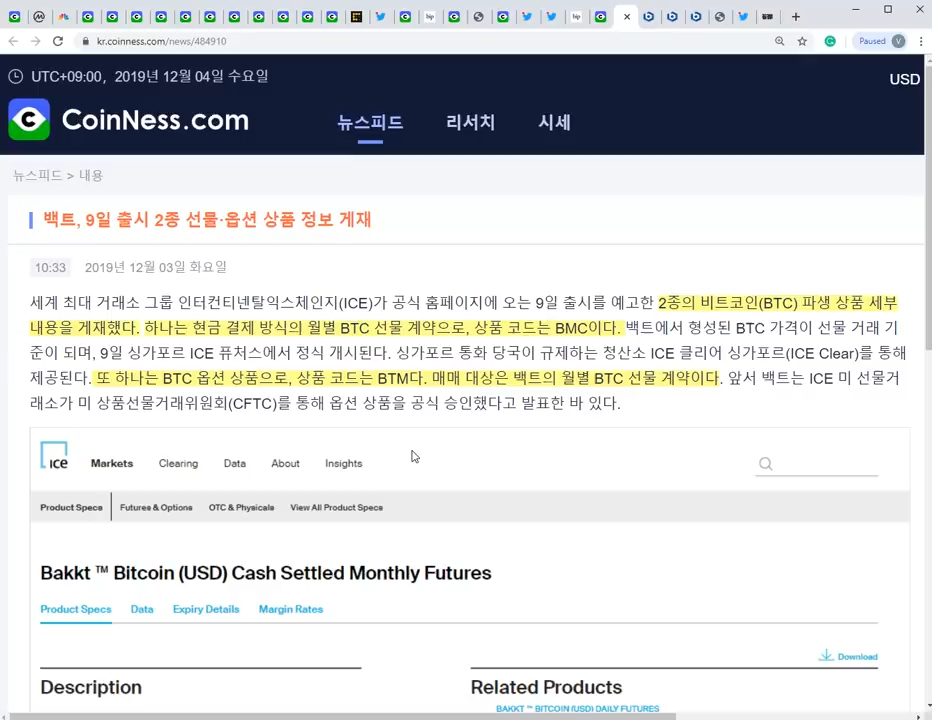 Paused
V
kr.coinness.com/news/484910
UTC+09:00, 2019년 12월 04일 수요일
USD
CoinNess.com
뉴스피드
리서치
시세
뉴스피드 > 내용
백트, 9일 출시 2종 선물·옵션 상품 정보 게재
10:33
2019년 12월 03일 화요일
세계 최대 거래소 그룹 인터컨티넨탈익스체인지(ICE)가 공식 홈페이지에 오는 9일 출시를 예고한 2종의 비트코인(BTC) 파생 상품 세부
내용을 게재했다. 하나는 현금 결제 방식의 월별 BTC 선물 계약으로, 상품 코드는 BMC이다. 백트에서 형성된 BTC 가격이 선물 거래 기
준이 되며, 9일 싱가포르 ICE 퓨처스에서 정식 개시된다. 싱가포르 통화 당국이 규제하는 청산소 ICE 클리어 싱가포르(ICE Clear)를 통해
제공된다. 또 하나는 BTC 옵션 상품으로, 상품 코드는 BTM다. 매매 대상은 백트의 월별 BTC 선물 계약이다. 앞서 백트는 ICE 미 선물거
래소가 미 상품선물거래위원회(CFTC)를 통해 옵션 상품을 공식 승인했다고 발표한 바 있다.
ICE
Markets
Clearing
Data
About
Insights
Product Specs
Futures & Options
OTC & Physicals
View All Product Specs
Bakkt ™ Bitcoin (USD) Cash Settled Monthly Futures
Product Specs
Data
Expiry Details
Margin Rates
Download
Description
Related Products
BAKKT ™ BITCOIN (USD) DAILY FUTURES